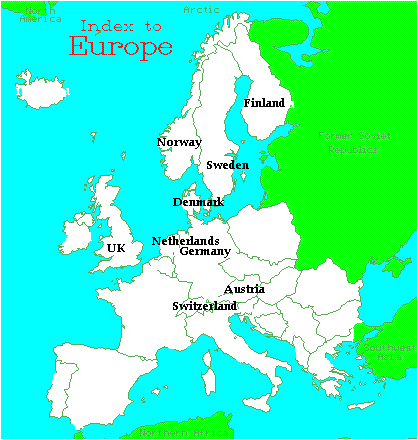 North
America
Arctic
Index to
Europe
Finland
Former Soviet
Republics
Norway
Sweden
Denmark
Netherlands
UK
Germany
Austria
Switzerland
Southwest
Asia
Northern Africa